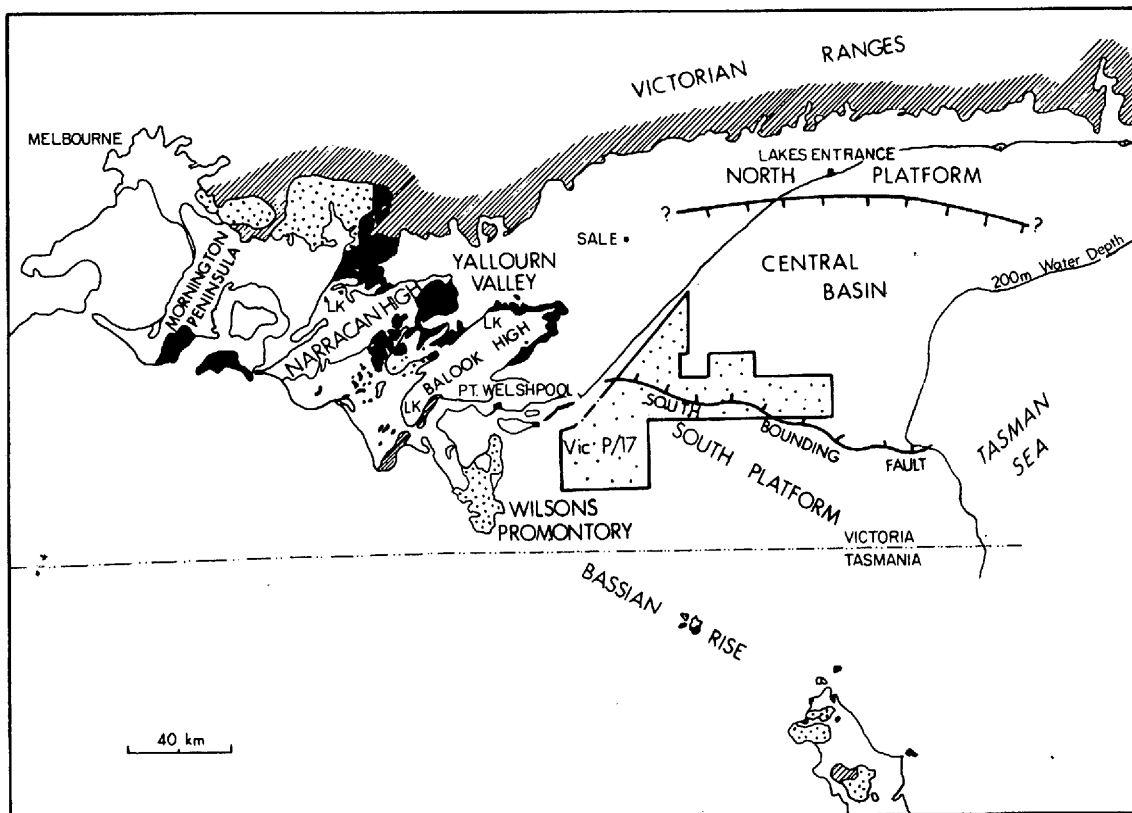 VICTORIAN RANGES
MELBOURNE
LAKES ENTRANCE
NORTH PLATFORM
?
?
SALE
MORNINGTON
PENINSULA
YALLOURN
VALLEY
CENTRAL
BASIN
200m Water Depth
LK
NARRACAN HIGH
LK
BALOOK HIGH
LK
PT. WELSHPOOL
SOUTH
BOUNDING
FAULT
Vic P/17
SOUTH PLATFORM
TASMAN
SEA
WILSONS
PROMONTORY
VICTORIA
TASMANIA
BASSIAN RISE
40 km